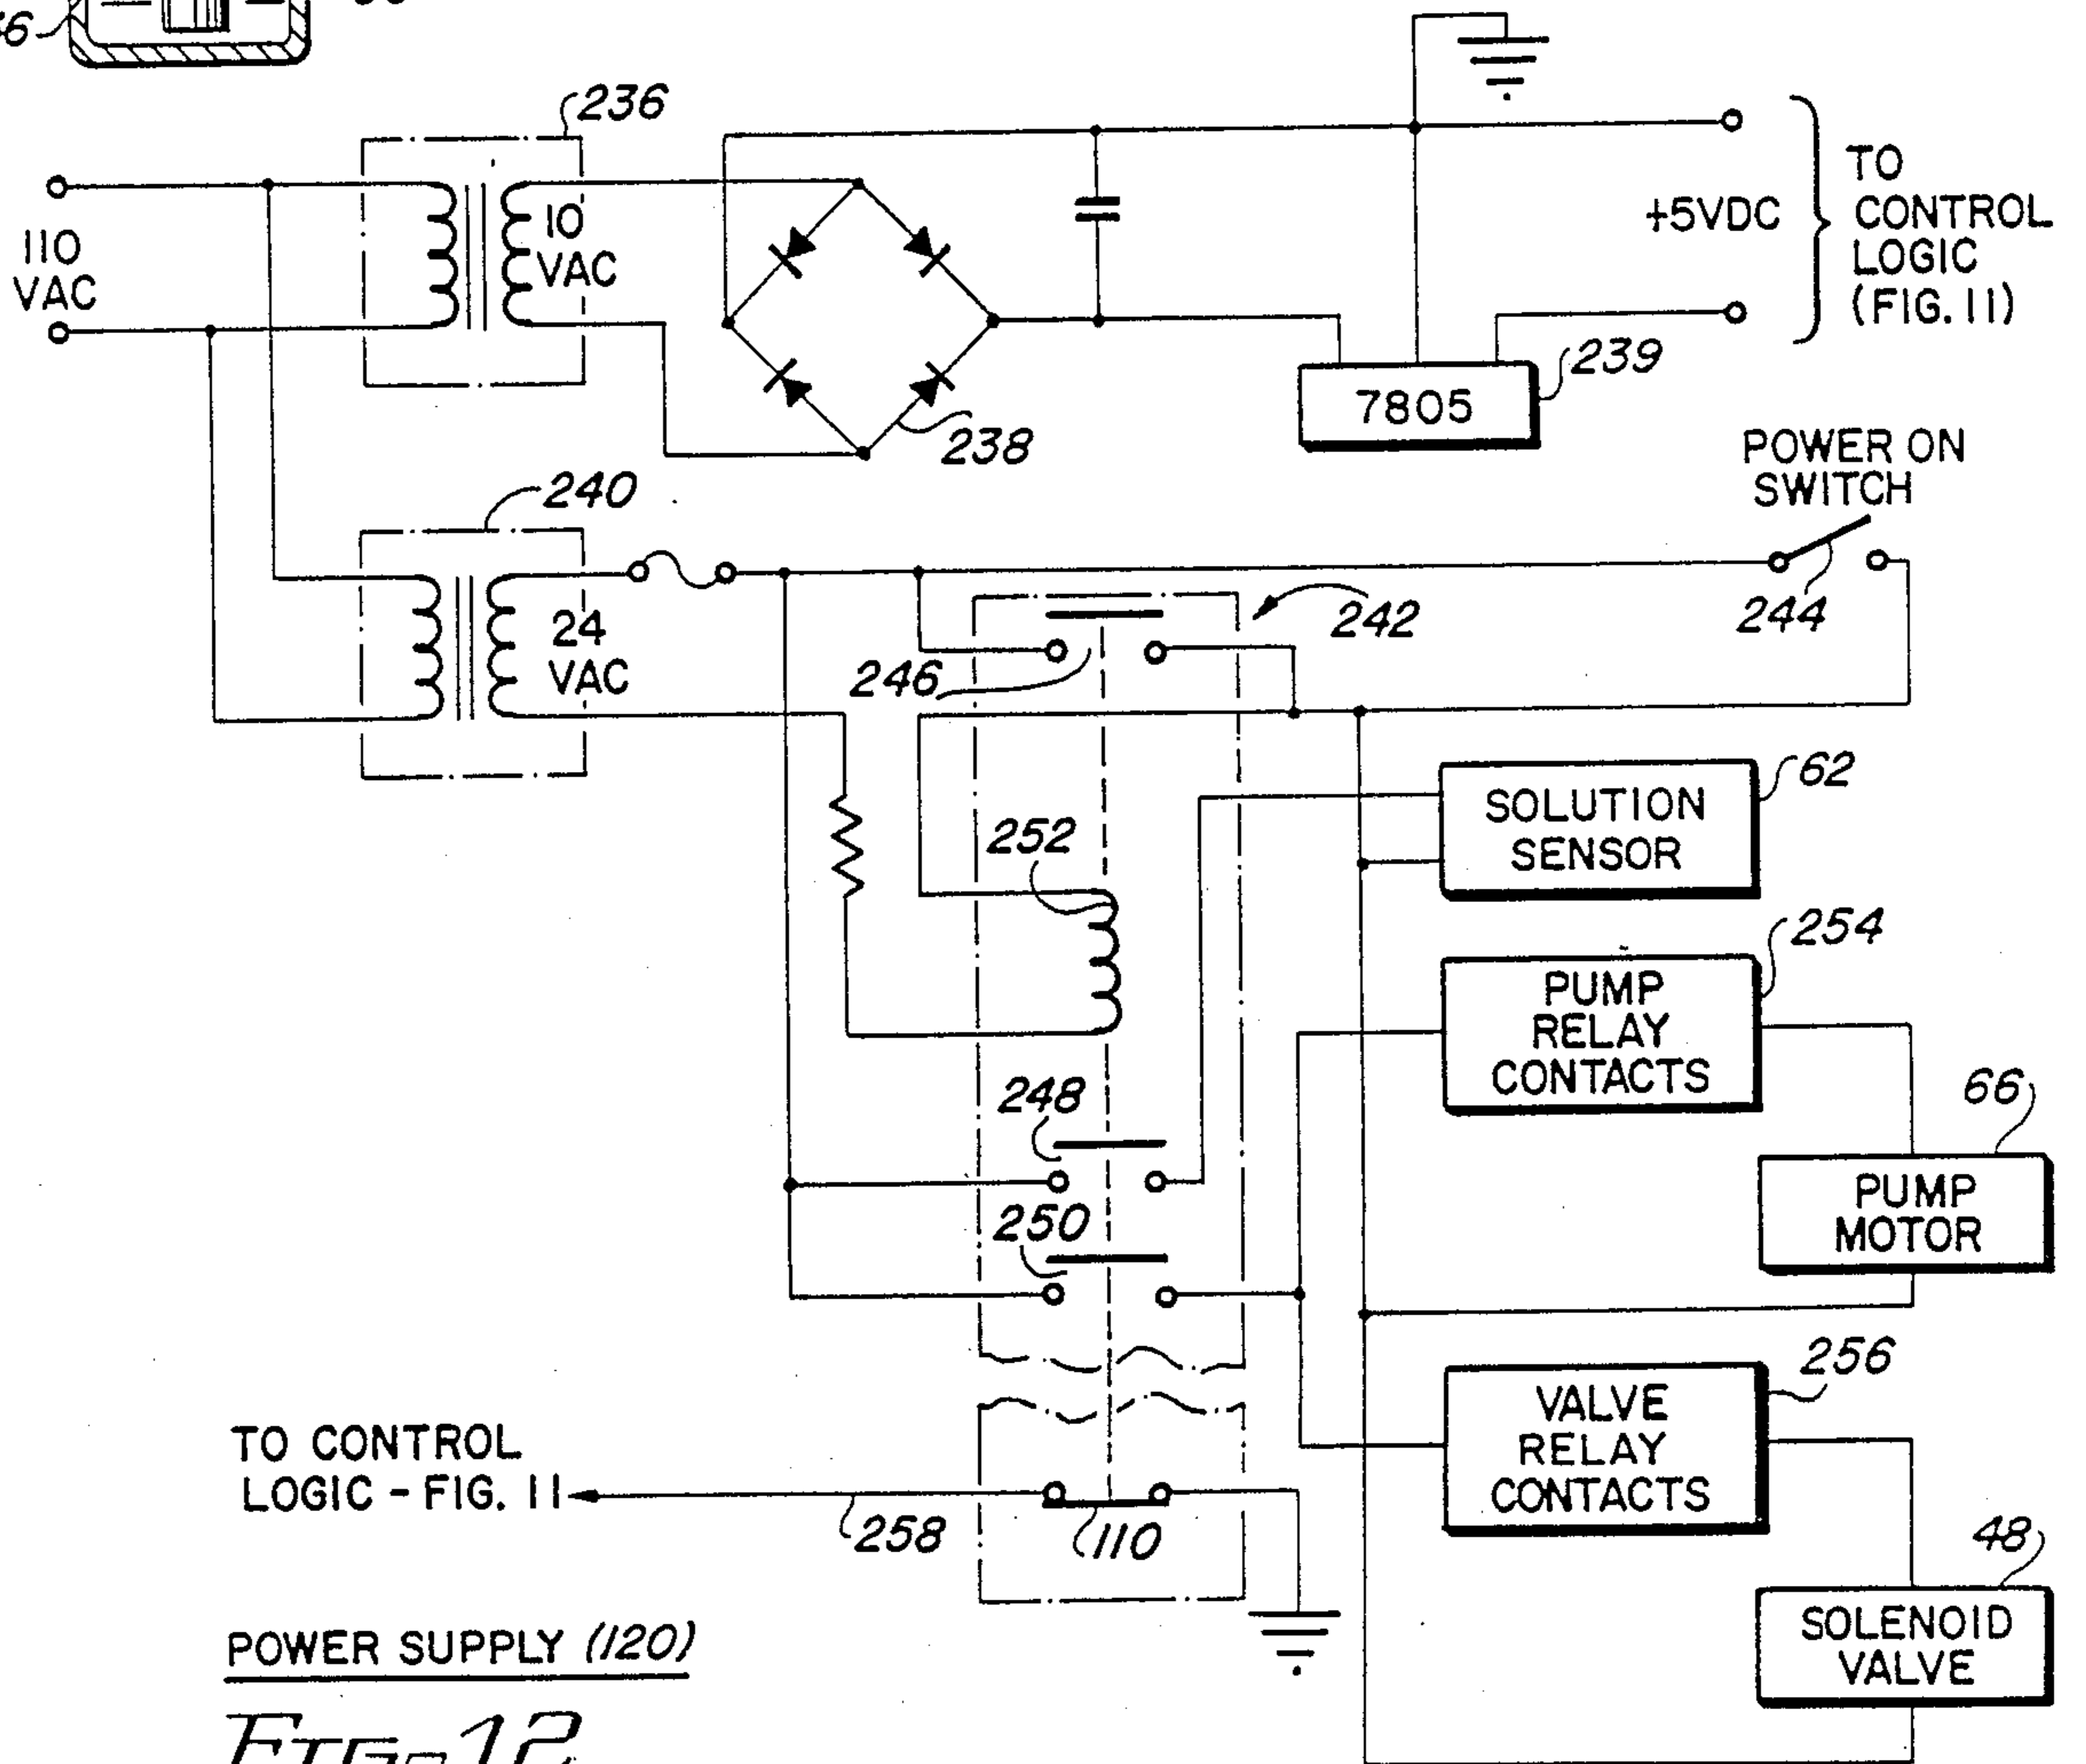 236
110
VAC
10
VAC
+5VDC
TO
CONTROL
LOGIC
(FIG. 11)
239
7805
238
POWER ON
SWITCH
240
24
VAC
242
244
246
62
SOLUTION
SENSOR
252
254
PUMP
RELAY
CONTACTS
248
66
PUMP
MOTOR
250
256
VALVE
RELAY
CONTACTS
TO CONTROL
LOGIC - FIG. 11
258
110
48
SOLENOID
VALVE
POWER SUPPLY (120)
FIG-12